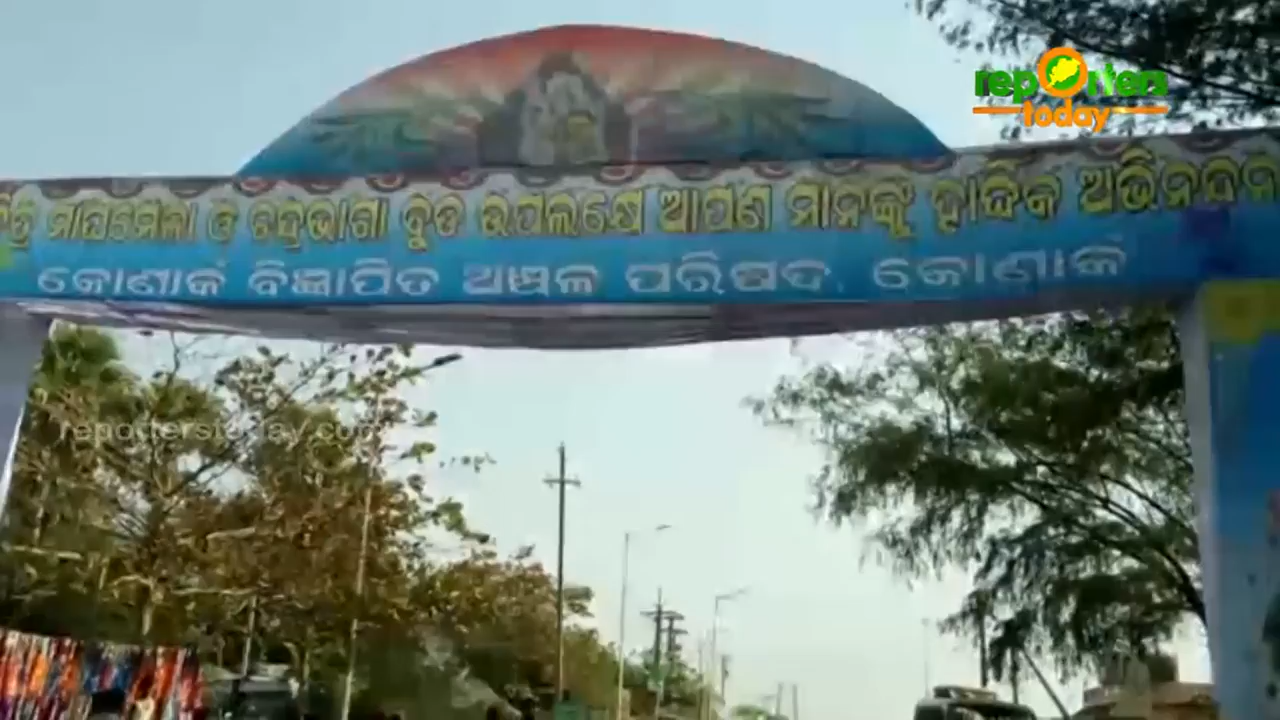 reporters
today
ମାଘମେଳା ଓ ଚନ୍ଦ୍ରଭାଗା ବୁଡ ଉପଲକ୍ଷେ ଆପଣ ମାନଙ୍କୁ ହାର୍ଦ୍ଦିକ ଅଭିନନ୍ଦନ
କୋଣାର୍କ ବିଜ୍ଞାପିତ ଅଞ୍ଚଳ ପରିଷଦ, କୋଣାର୍କ
reporterstoday.com